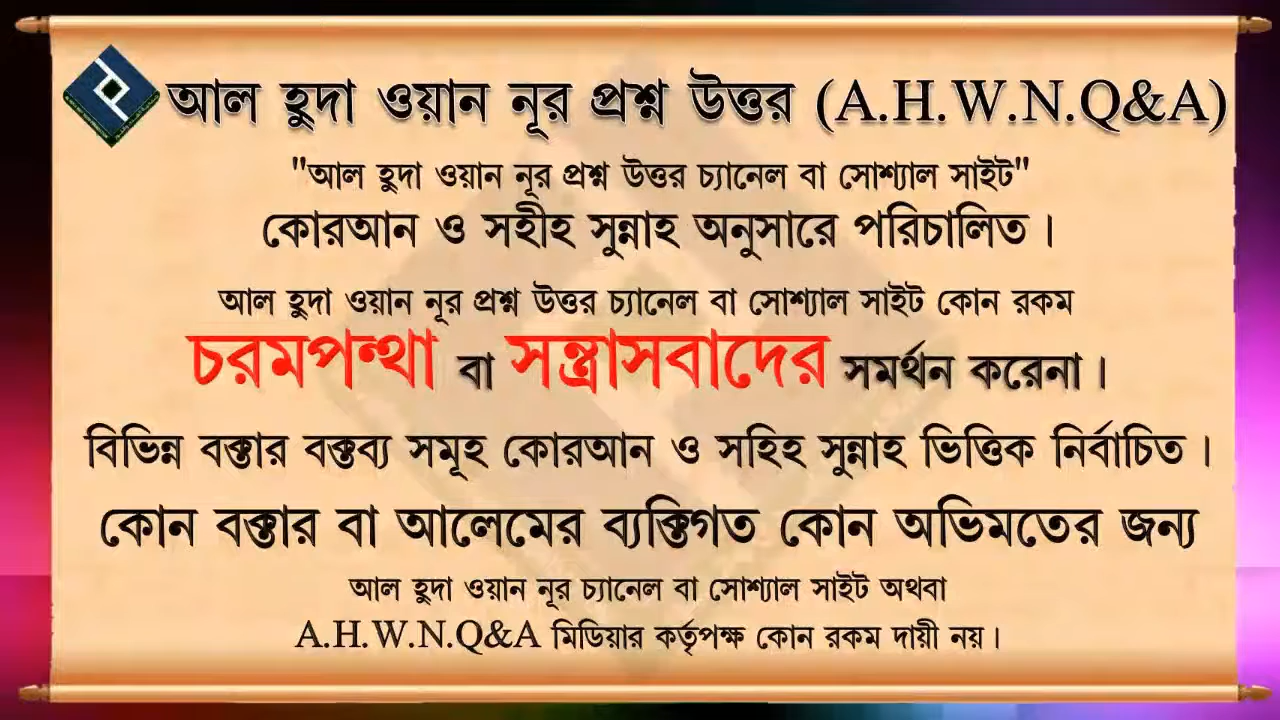 আল হুদা ওয়ান নূর প্রশ্ন উত্তর (A.H.W.N.Q&A)
"আল হুদা ওয়ান নূর প্রশ্ন উত্তর চ্যানেল বা সোশ্যাল সাইট"
কোরআন ও সহীহ সুন্নাহ অনুসারে পরিচালিত।
আল হুদা ওয়ান নূর প্রশ্ন উত্তর চ্যানেল বা সোশ্যাল সাইট কোন রকম
চরমপন্থা বা সন্ত্রাসবাদের সমর্থন করেনা।
বিভিন্ন বক্তার বক্তব্য সমূহ কোরআন ও সহিহ সুন্নাহ ভিত্তিক নির্বাচিত।
কোন বক্তার বা আলেমের ব্যক্তিগত কোন অভিমতের জন্য
আল হুদা ওয়ান নূর চ্যানেল বা সোশ্যাল সাইট অথবা
A.H.W.N.Q&A মিডিয়ার কর্তৃপক্ষ কোন রকম দায়ী নয়।